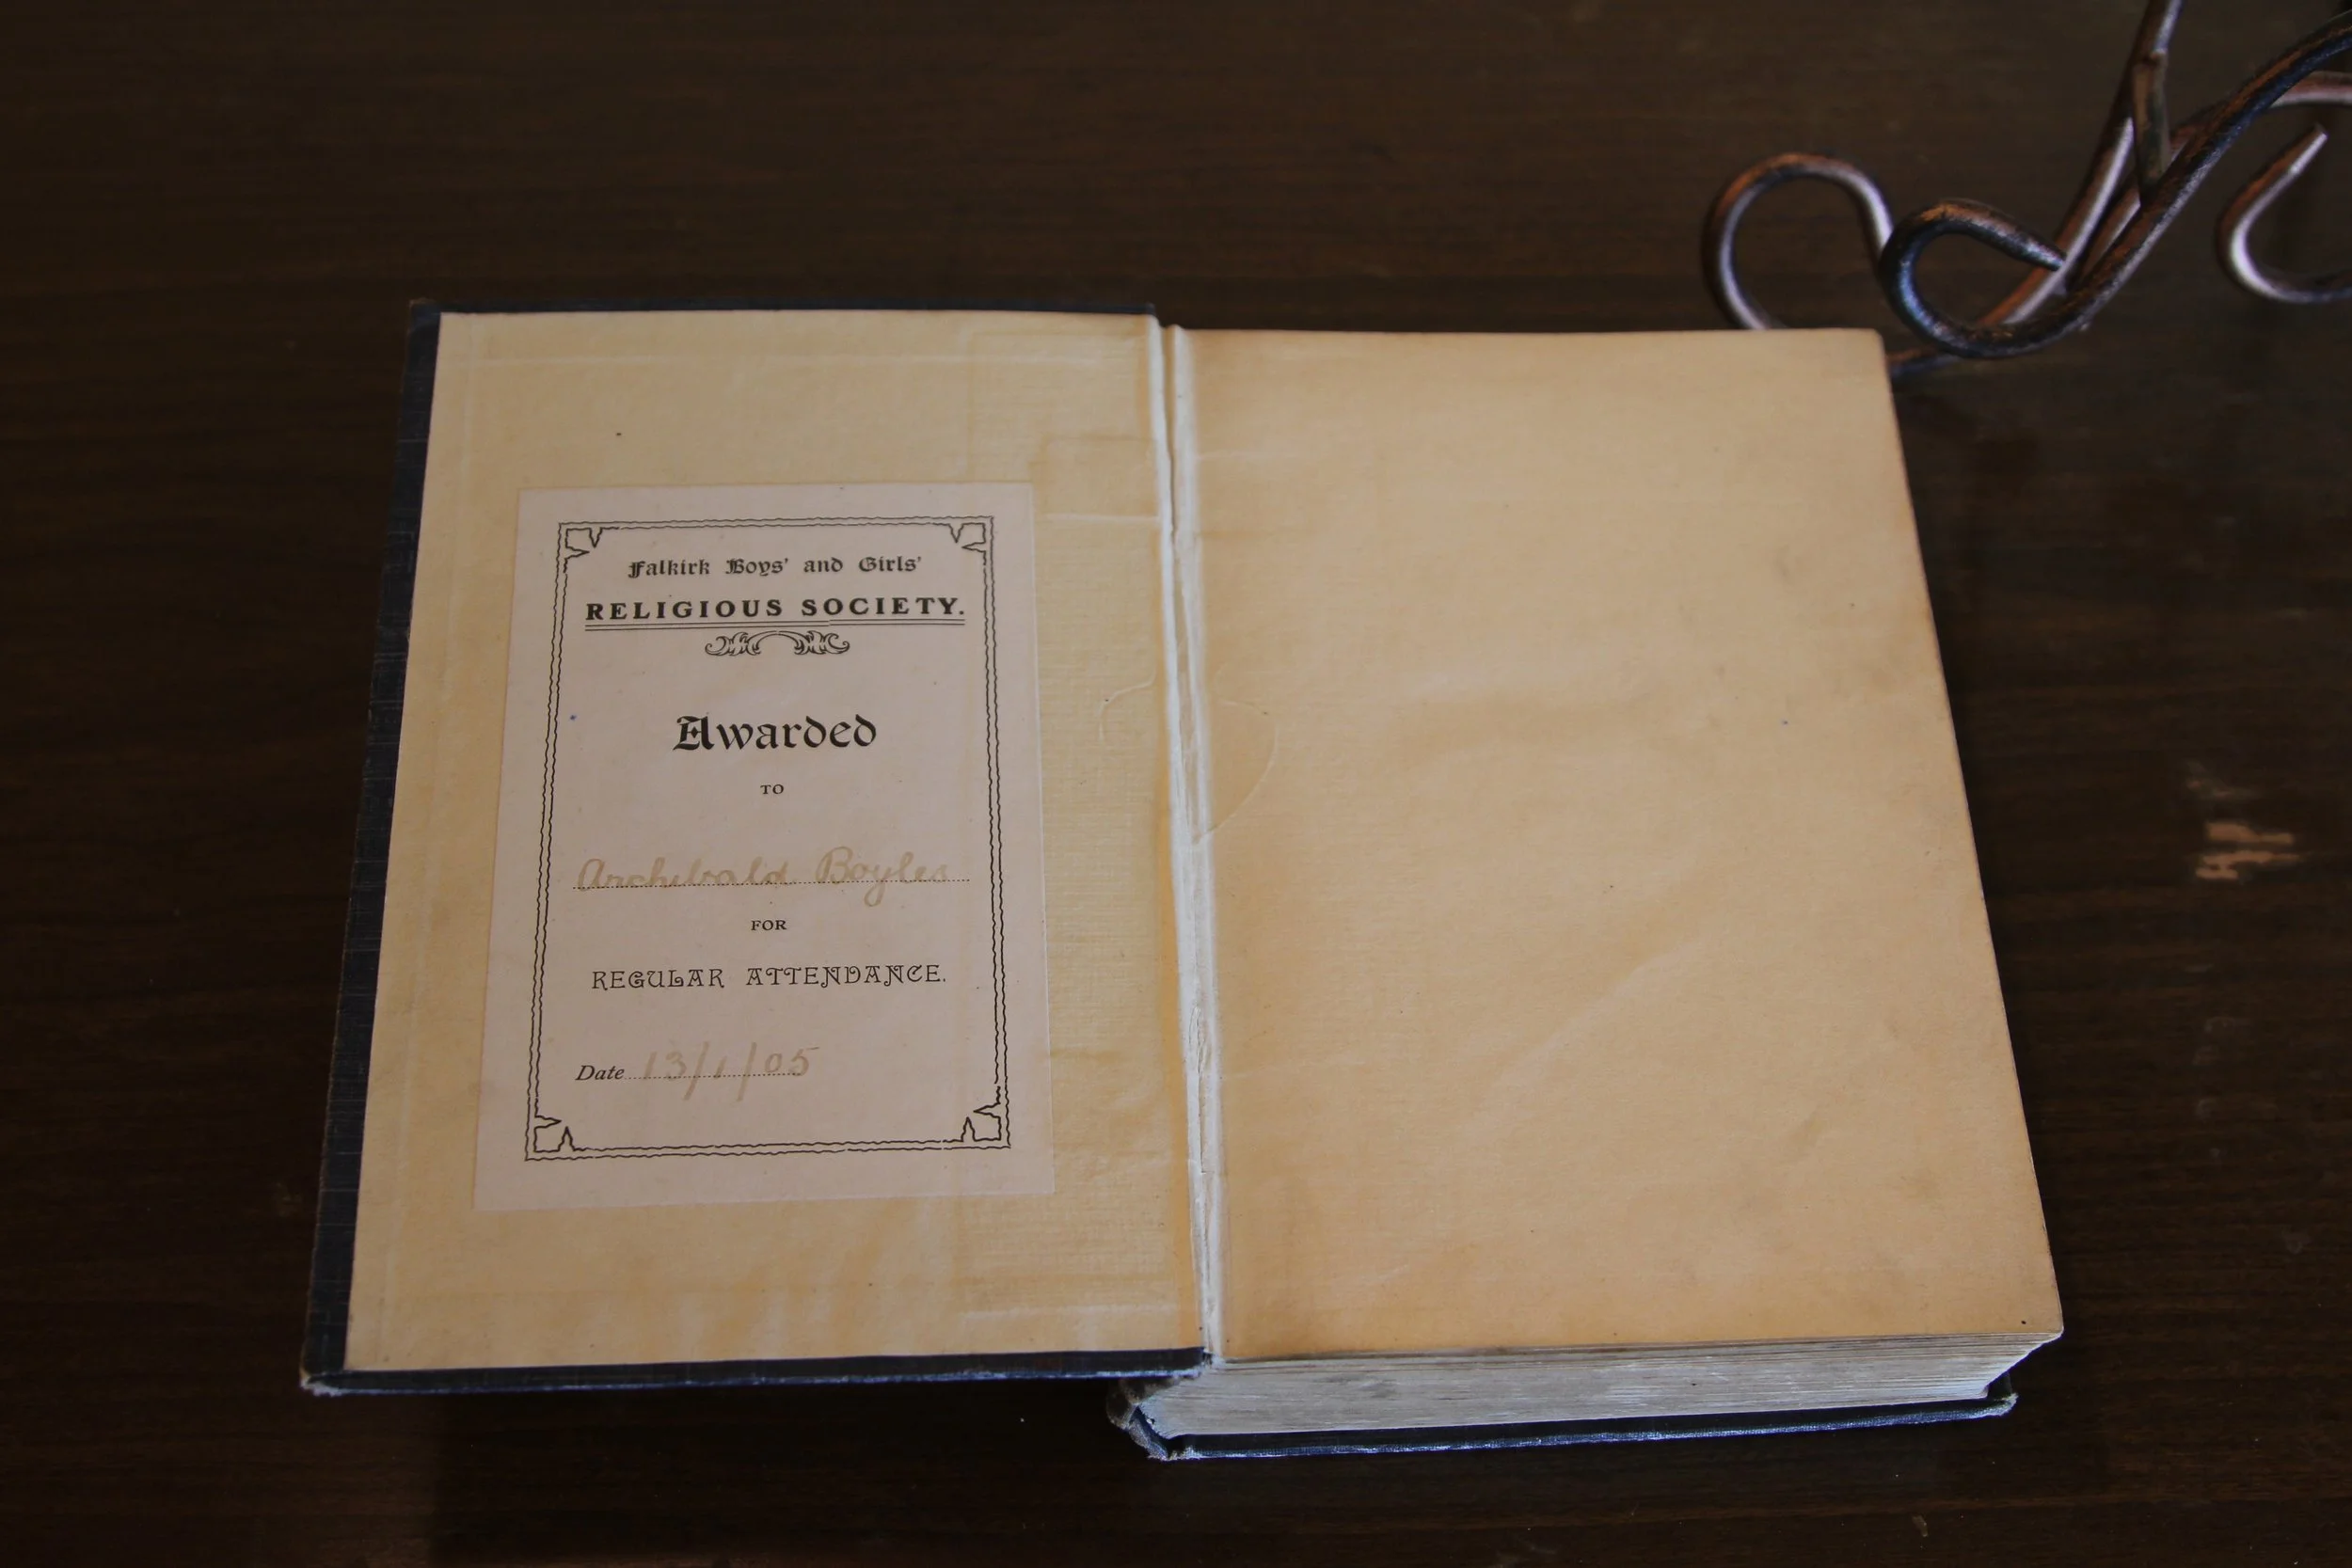 Falkirk Boys' and Girls'
RELIGIOUS SOCIETY.
Awarded
TO
Archibald Boyles
FOR
REGULAR ATTENDANCE.
Date 13/1/05